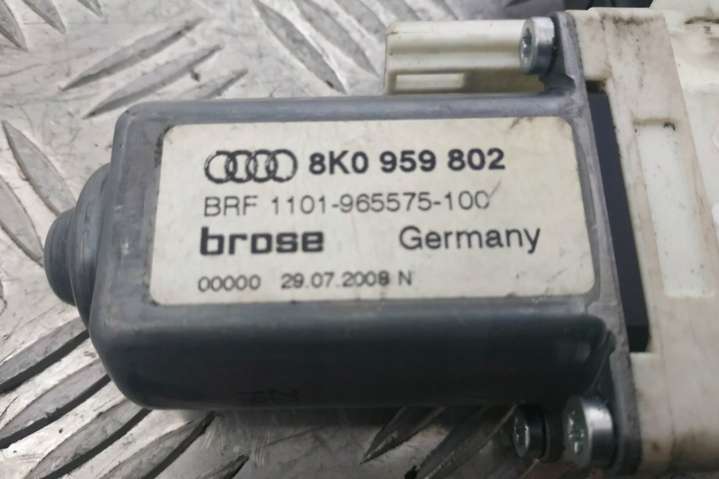 8K0 959 802
BRF 1101-965575-100
brose Germany
00000 29.07.2008 N